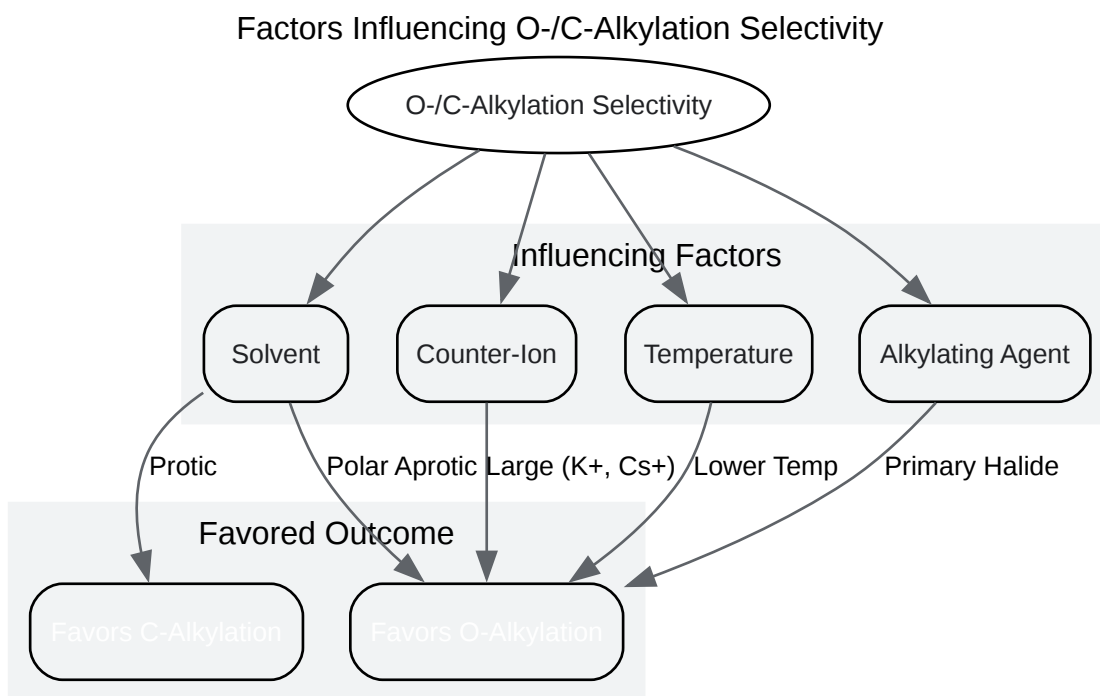 Factors Influencing O-/C-Alkylation Selectivity
O-/C-Alkylation Selectivity
Influencing Factors
Solvent
Counter-Ion
Temperature
Alkylating Agent
Protic
Polar Aprotic
Large (K+, Cs+)
Lower Temp
Primary Halide
Favored Outcome
Favors C-Alkylation
Favors O-Alkylation